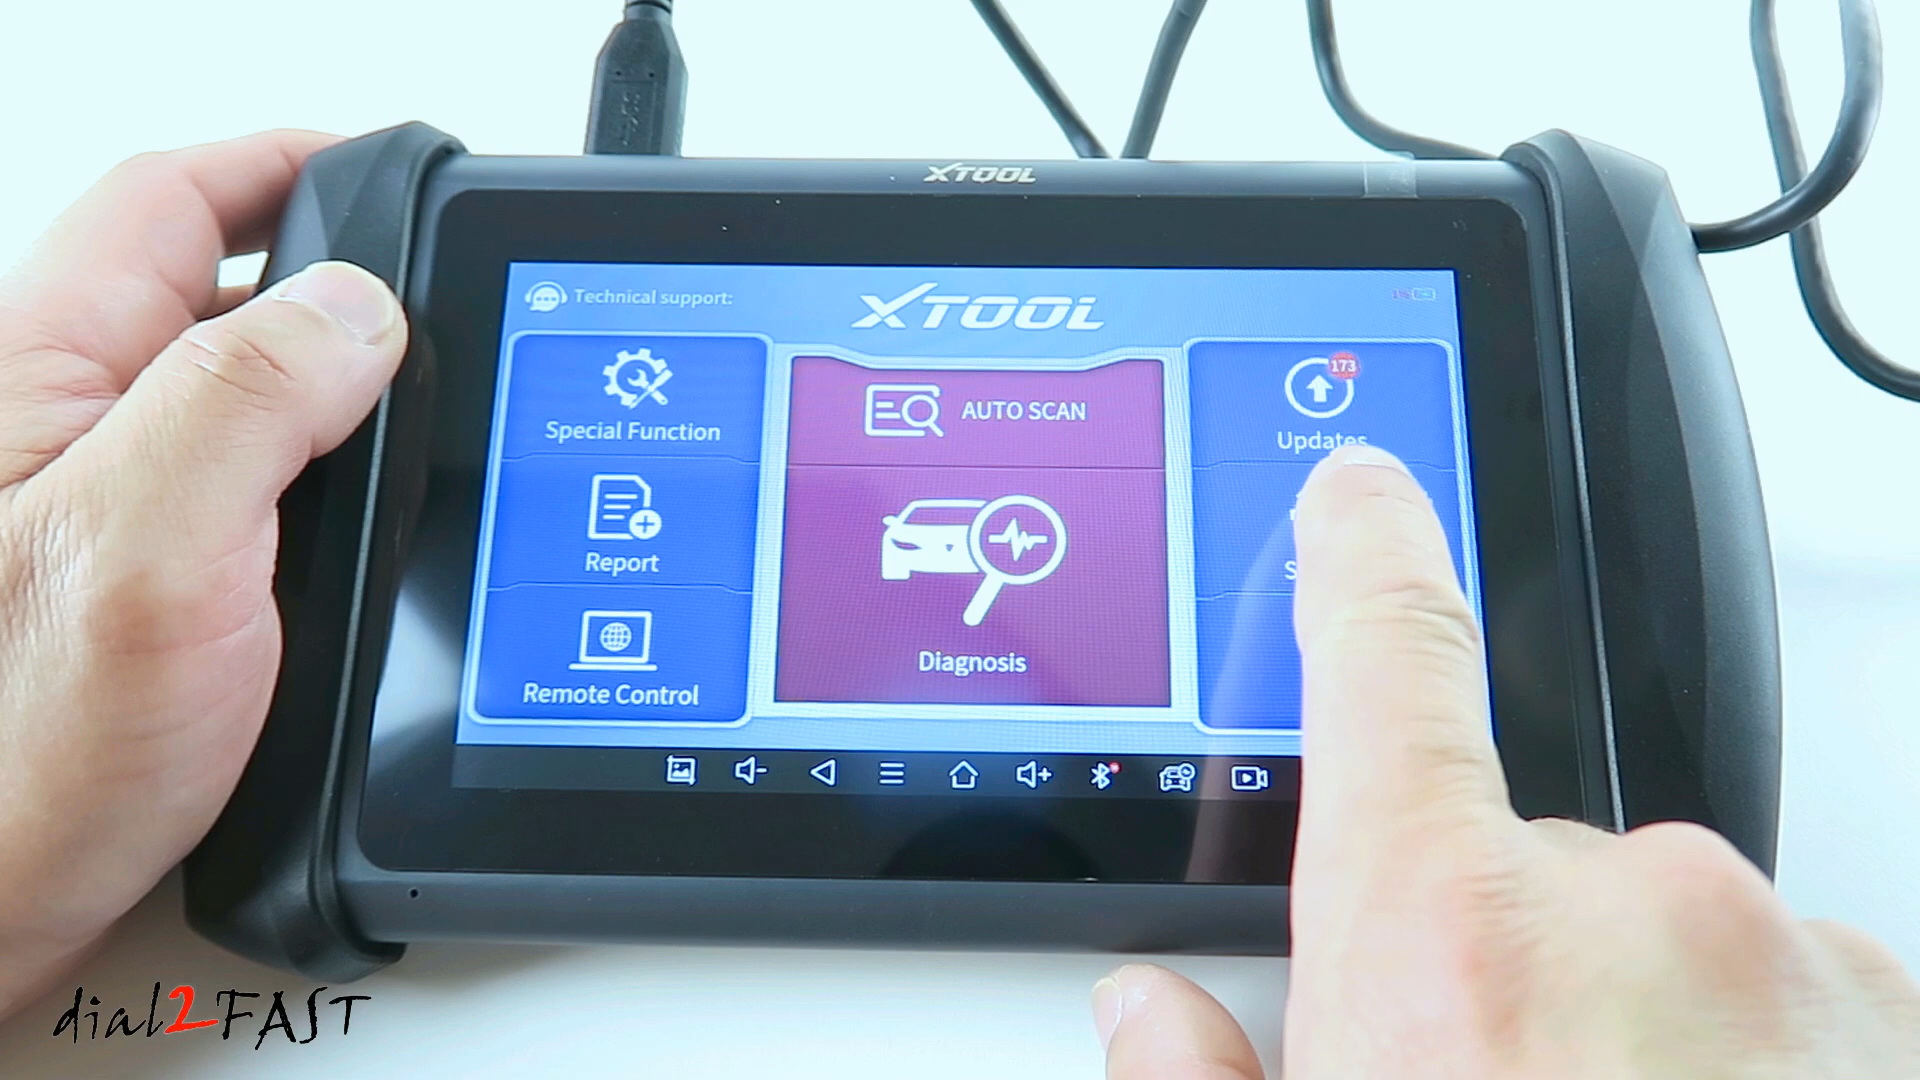 XTOOL
Technical support:
XTOOL
173
Special Function
AUTO SCAN
Updates
Report
Diagnosis
Remote Control
dial2FAST